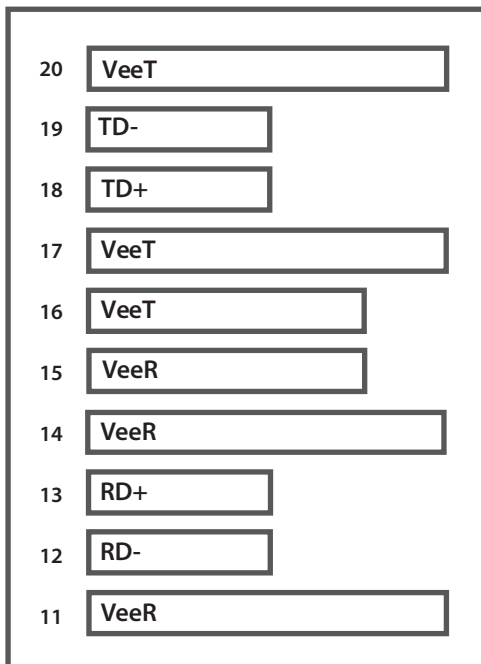 20 VeeT
19 TD-
18 TD+
17 VeeT
16 VeeT
15 VeeR
14 VeeR
13 RD+
12 RD-
11 VeeR